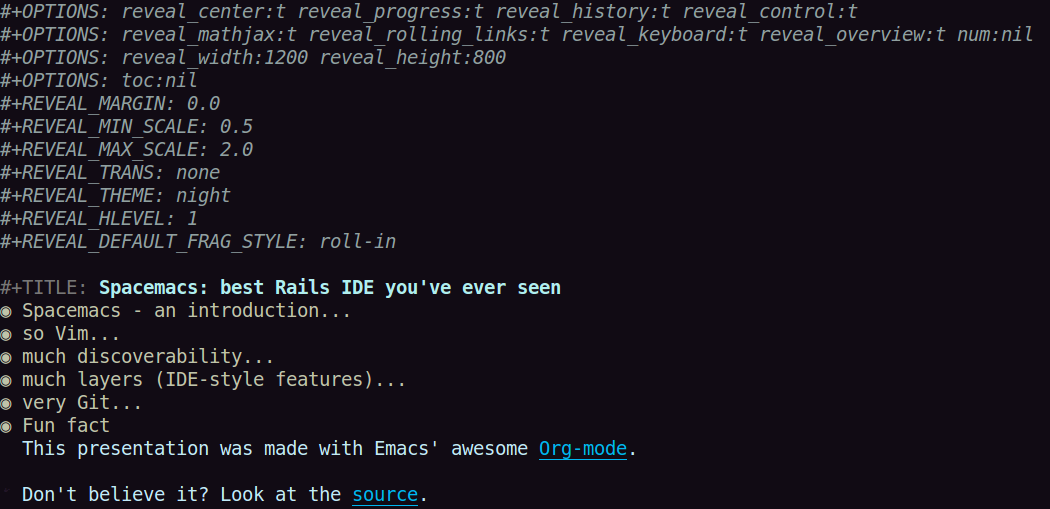 #+OPTIONS: reveal_center:t reveal_progress:t reveal_history:t reveal_control:t
#+OPTIONS: reveal_mathjax:t reveal_rolling_links:t reveal_keyboard:t reveal_overview:t num:nil
#+OPTIONS: reveal_width:1200 reveal_height:800
#+OPTIONS: toc:nil
#+REVEAL_MARGIN: 0.0
#+REVEAL_MIN_SCALE: 0.5
#+REVEAL_MAX_SCALE: 2.0
#+REVEAL_TRANS: none
#+REVEAL_THEME: night
#+REVEAL_HLEVEL: 1
#+REVEAL_DEFAULT_FRAG_STYLE: roll-in
#+TITLE: Spacemacs: best Rails IDE you've ever seen
◉ Spacemacs - an introduction...
◉ so Vim...
◉ much discoverability...
◉ much layers (IDE-style features)...
◉ very Git...
◉ Fun fact
This presentation was made with Emacs' awesome Org-mode.
Don't believe it? Look at the source.